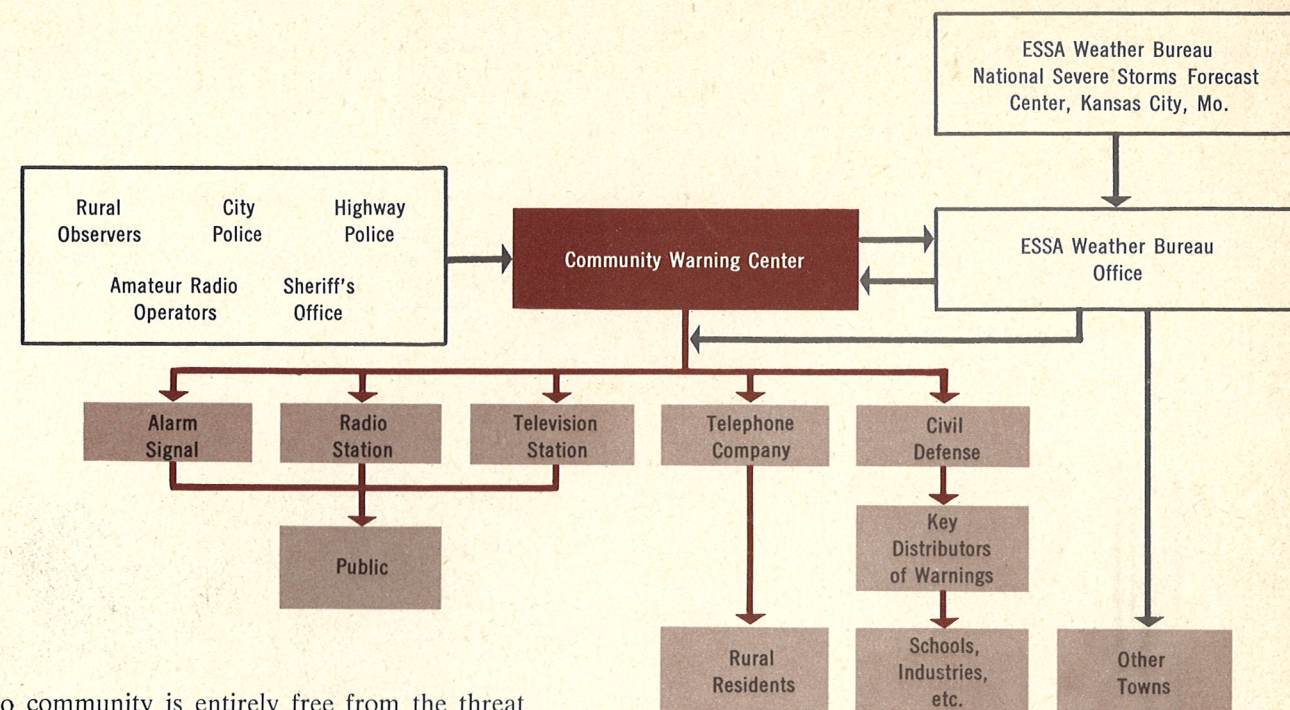 ESSA Weather Bureau
National Severe Storms Forecast
Center, Kansas City, Mo.
Rural
Observers
City
Police
Highway
Police
Amateur Radio
Operators
Sheriff's
Office
Community Warning Center
ESSA Weather Bureau
Office
Alarm
Signal
Radio
Station
Television
Station
Telephone
Company
Civil
Defense
Public
Key
Distributors
of Warnings
Rural
Residents
Schools,
Industries,
etc.
Other
Towns
o community is entirely free from the threat